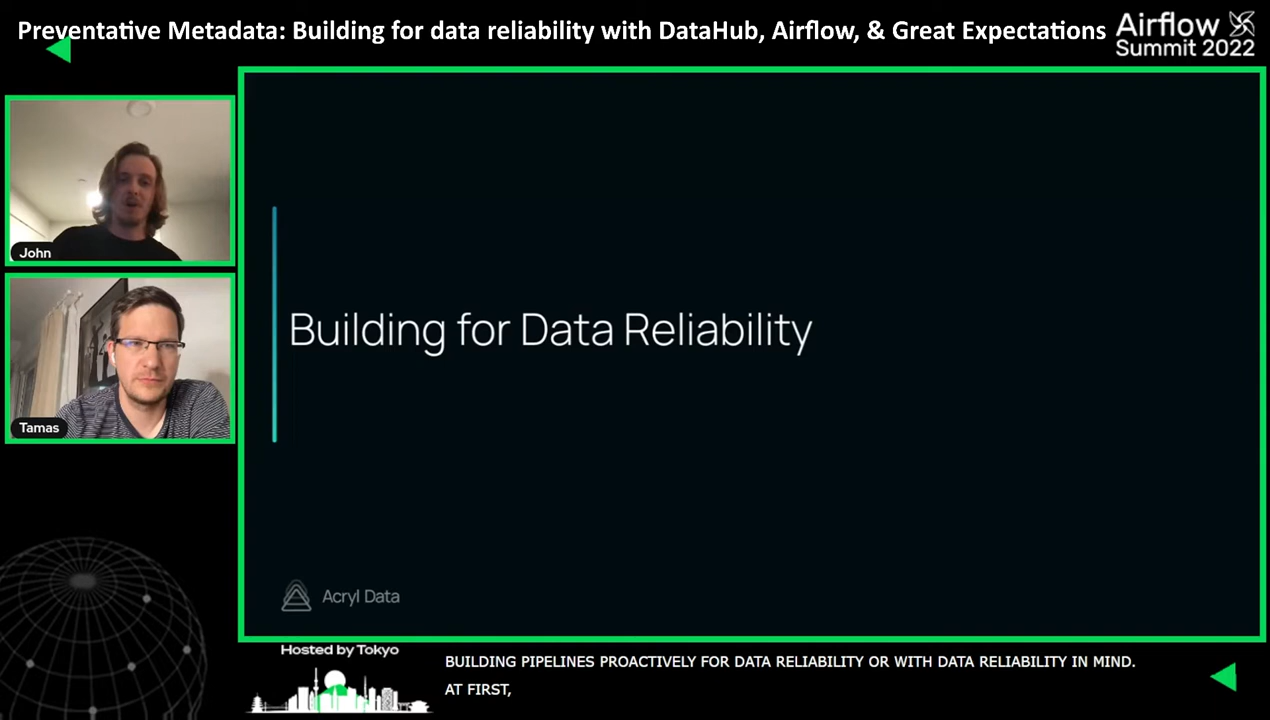 Preventative Metadata: Building for data reliability with DataHub, Airflow, & Great Expectations
Airflow
Summit 2022
John
Tamas
Building for Data Reliability
Acryl Data
Hosted by Tokyo
BUILDING PIPELINES PROACTIVELY FOR DATA RELIABILITY OR WITH DATA RELIABILITY IN MIND.
AT FIRST,